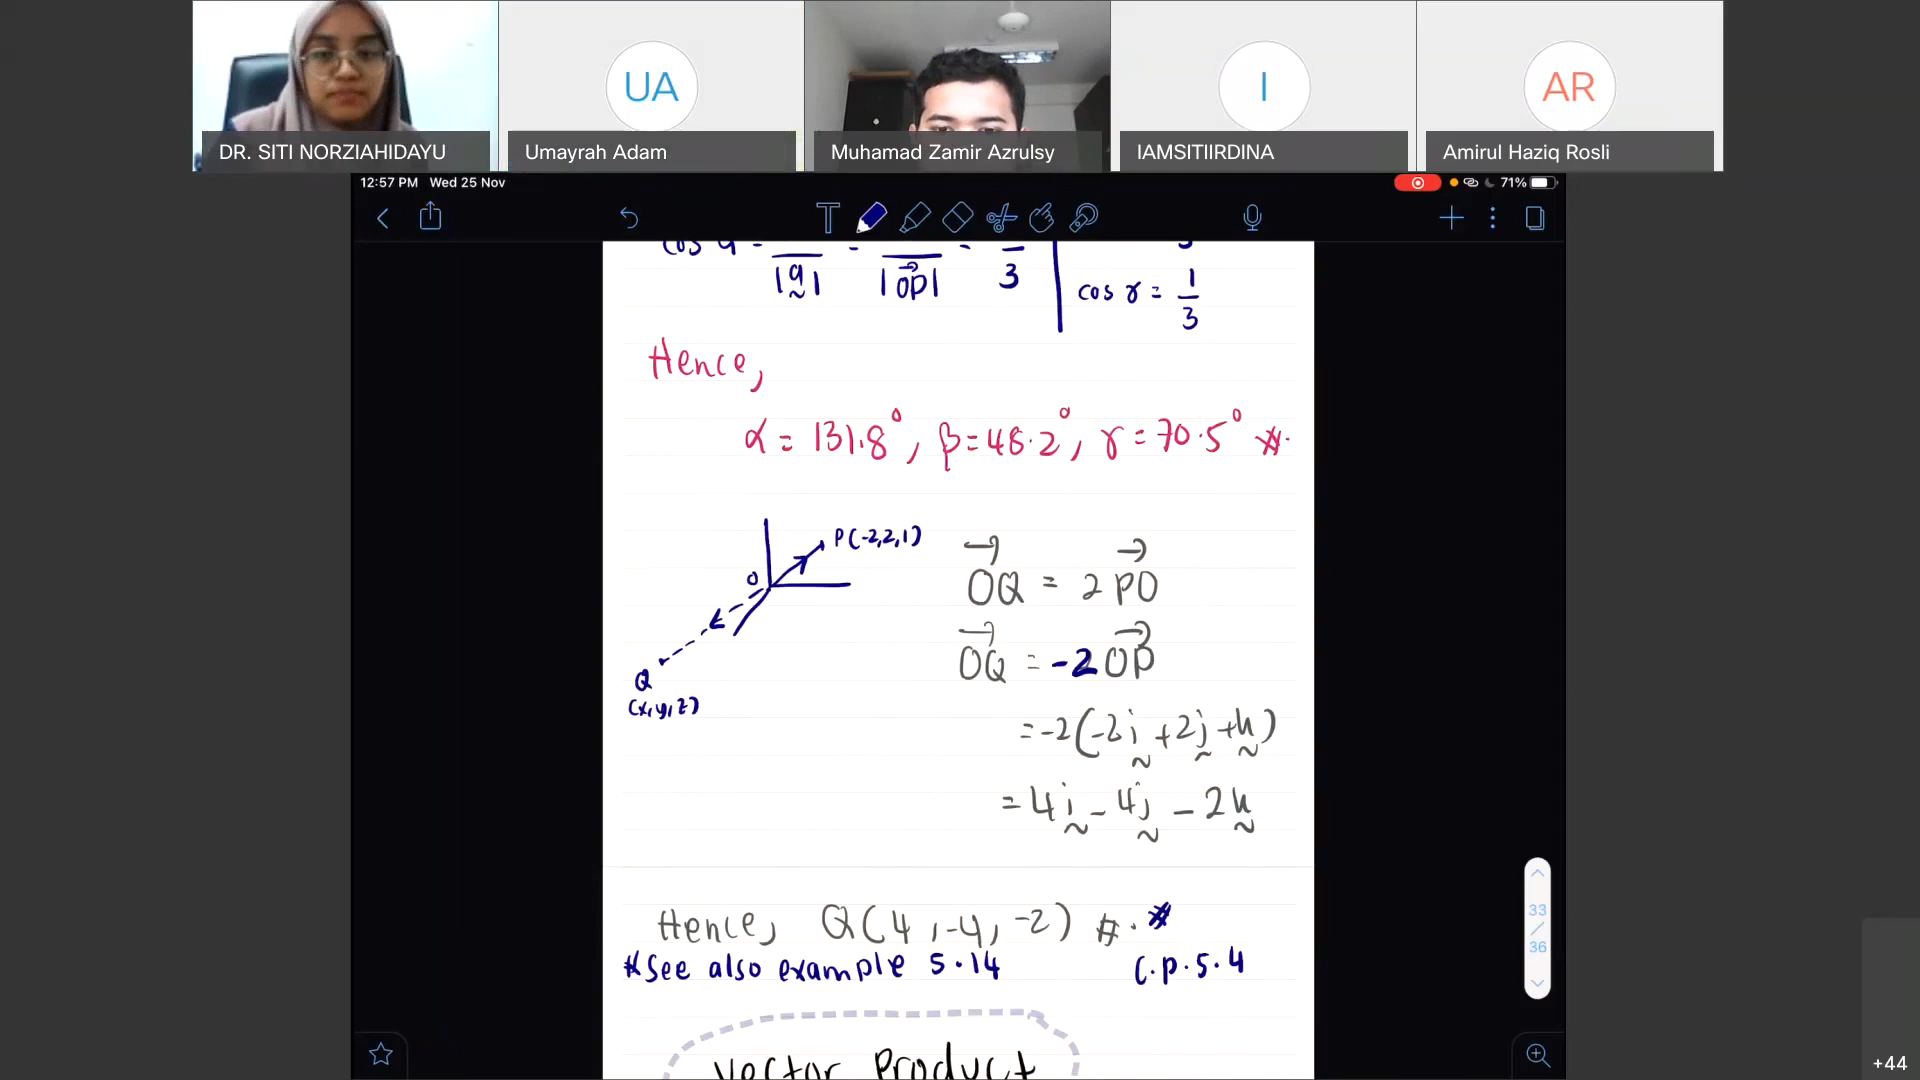 DR. SITI NORZIAHIDAYU
UA
Umayrah Adam
Muhamad Zamir Azrulsy
I
IAMSITIIRDINA
AR
Amirul Haziq Rosli
12:57 PM Wed 25 Nov
71%
T
|a| |OP| = 3
cos γ = 1/3
Hence,
α = 131.8°, β = 48.2°, γ = 70.5° #.
P(-2,2,1)
O
Q
(x,y,z)
OQ = 2 PO
OQ = -2 OP
= -2(-2i + 2j + k)
= 4i - 4j - 2k
Hence, Q(4, -4, -2) #. *
*See also example 5.14
C.P.5.4
33
/
36
Vector Product
+44